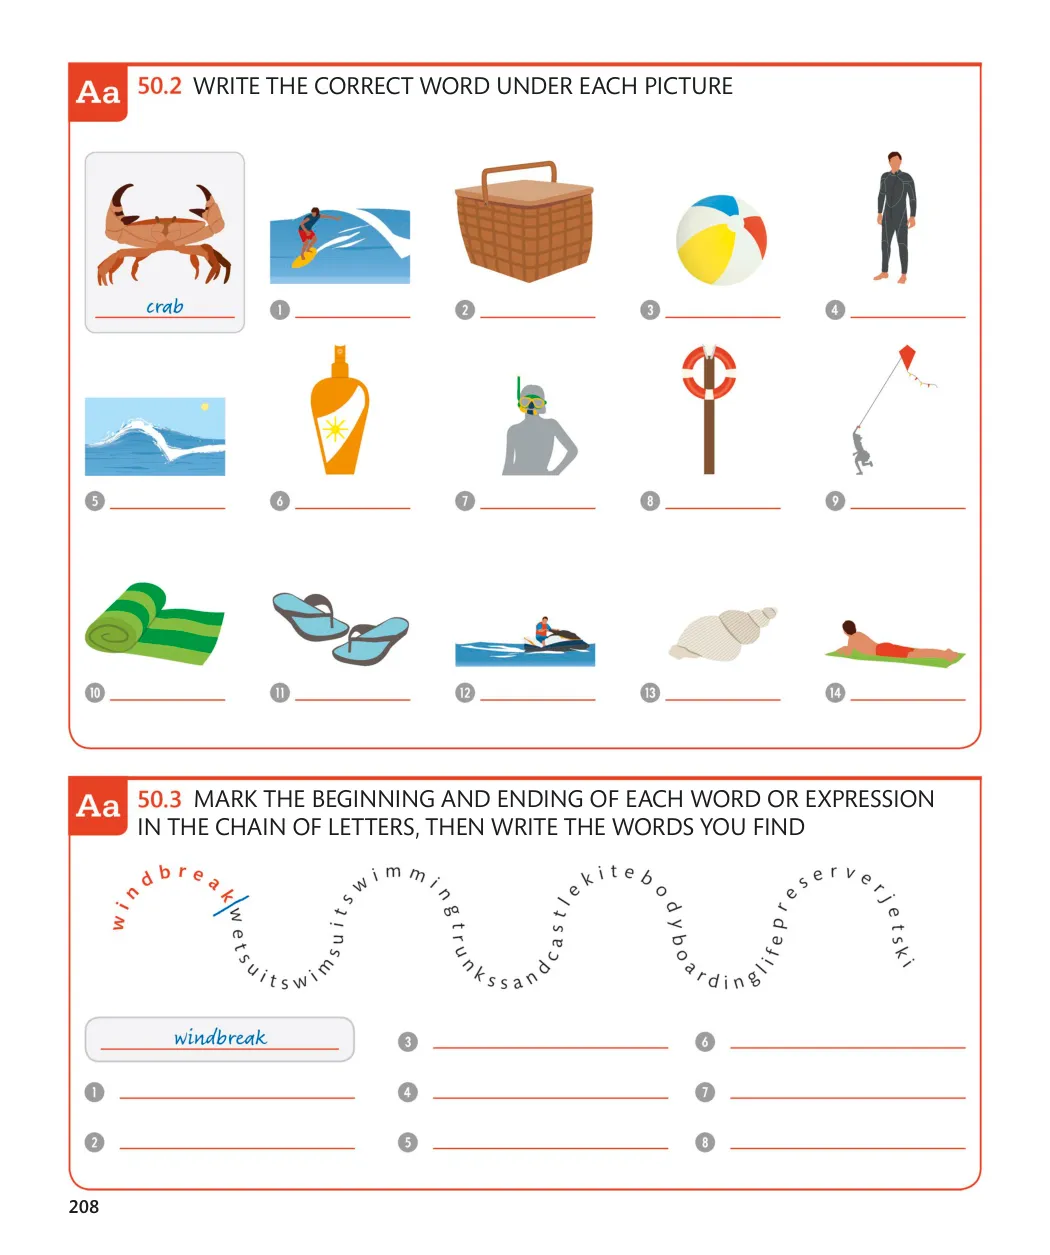 Aa
50.2 WRITE THE CORRECT WORD UNDER EACH PICTURE
crab
1
2
3
4
5
6
7
8
9
10
11
12
13
14
Aa
50.3 MARK THE BEGINNING AND ENDING OF EACH WORD OR EXPRESSION
IN THE CHAIN OF LETTERS, THEN WRITE THE WORDS YOU FIND
windbreak/wetsuitswimsuitswimmingtrunkssandcastlekitebodyboardinglifepreserverjetski
windbreak
3
6
1
4
7
2
5
8
208